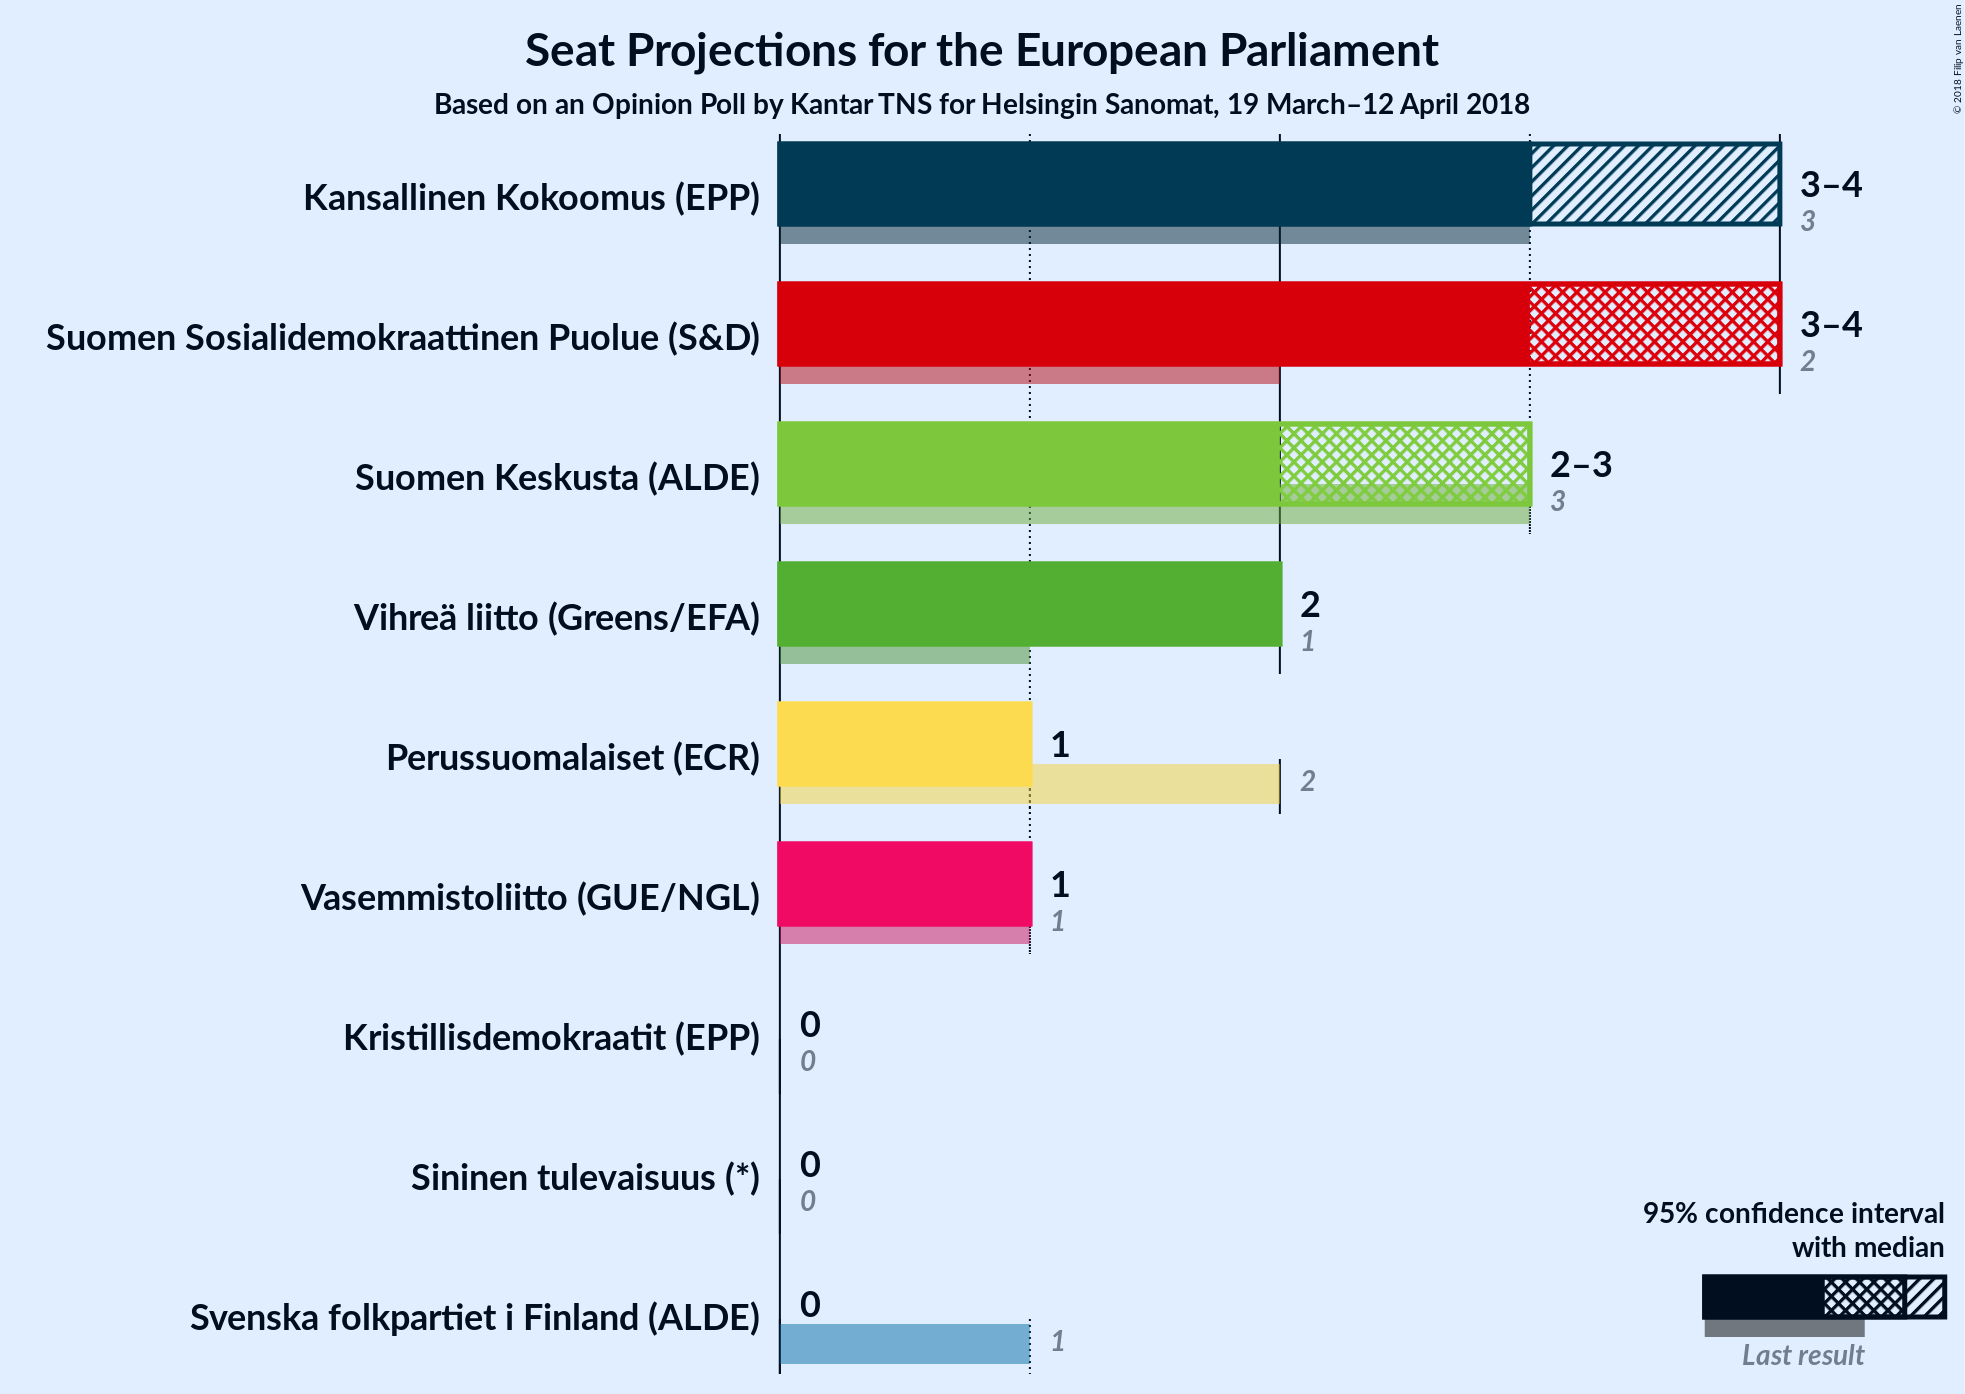 Seat Projections for the European Parliament
Based on an Opinion Poll by Kantar TNS for Helsingin Sanomat, 19 March–12 April 2018
© 2018 Filip van Laenen
Kansallinen Kokoomus (EPP)
3–4
3
Suomen Sosialidemokraattinen Puolue (S&D)
3–4
2
Suomen Keskusta (ALDE)
2–3
3
Vihreä liitto (Greens/EFA)
2
1
Perussuomalaiset (ECR)
1
2
Vasemmistoliitto (GUE/NGL)
1
1
Kristillisdemokraatit (EPP)
0
0
Sininen tulevaisuus (*)
0
0
Svenska folkpartiet i Finland (ALDE)
0
1
95% confidence interval
with median
Last result